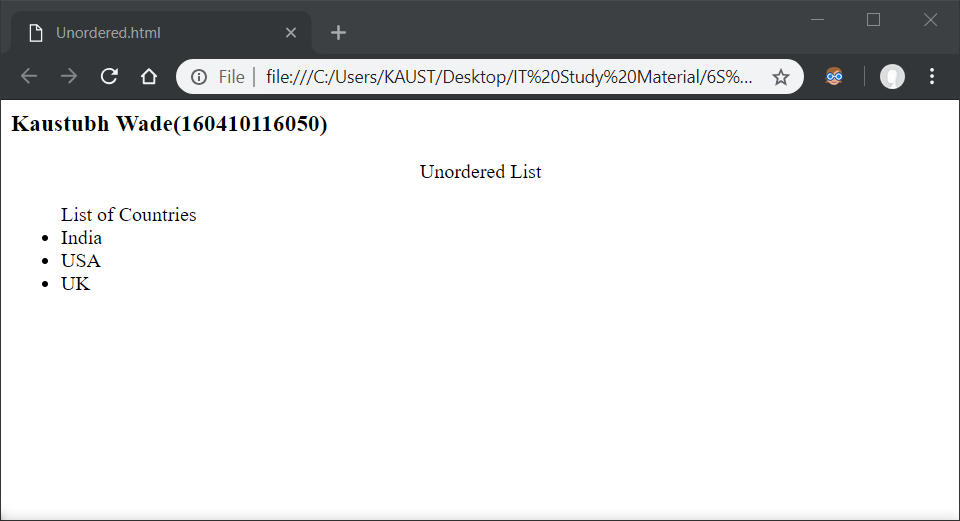 Unordered.html
File | file:///C:/Users/KAUST/Desktop/IT%20Study%20Material/6S%...
Kaustubh Wade(160410116050)
Unordered List
List of Countries
• India
• USA
• UK